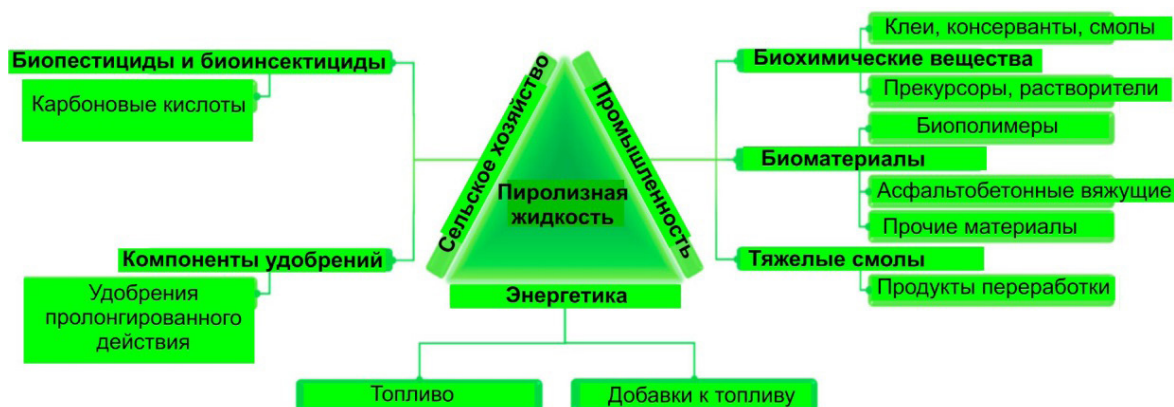 Биопестициды и биоинсектициды
Карбоновые кислоты
Компоненты удобрений
Удобрения
пролонгированного
действия
Сельское хозяйство
Пиролизная
жидкость
Промышленность
Энергетика
Топливо
Добавки к топливу
Клеи, консерванты, смолы
Биохимические вещества
Прекурсоры, растворители
Биополимеры
Биоматериалы
Асфальтобетонные вяжущие
Прочие материалы
Тяжелые смолы
Продукты переработки